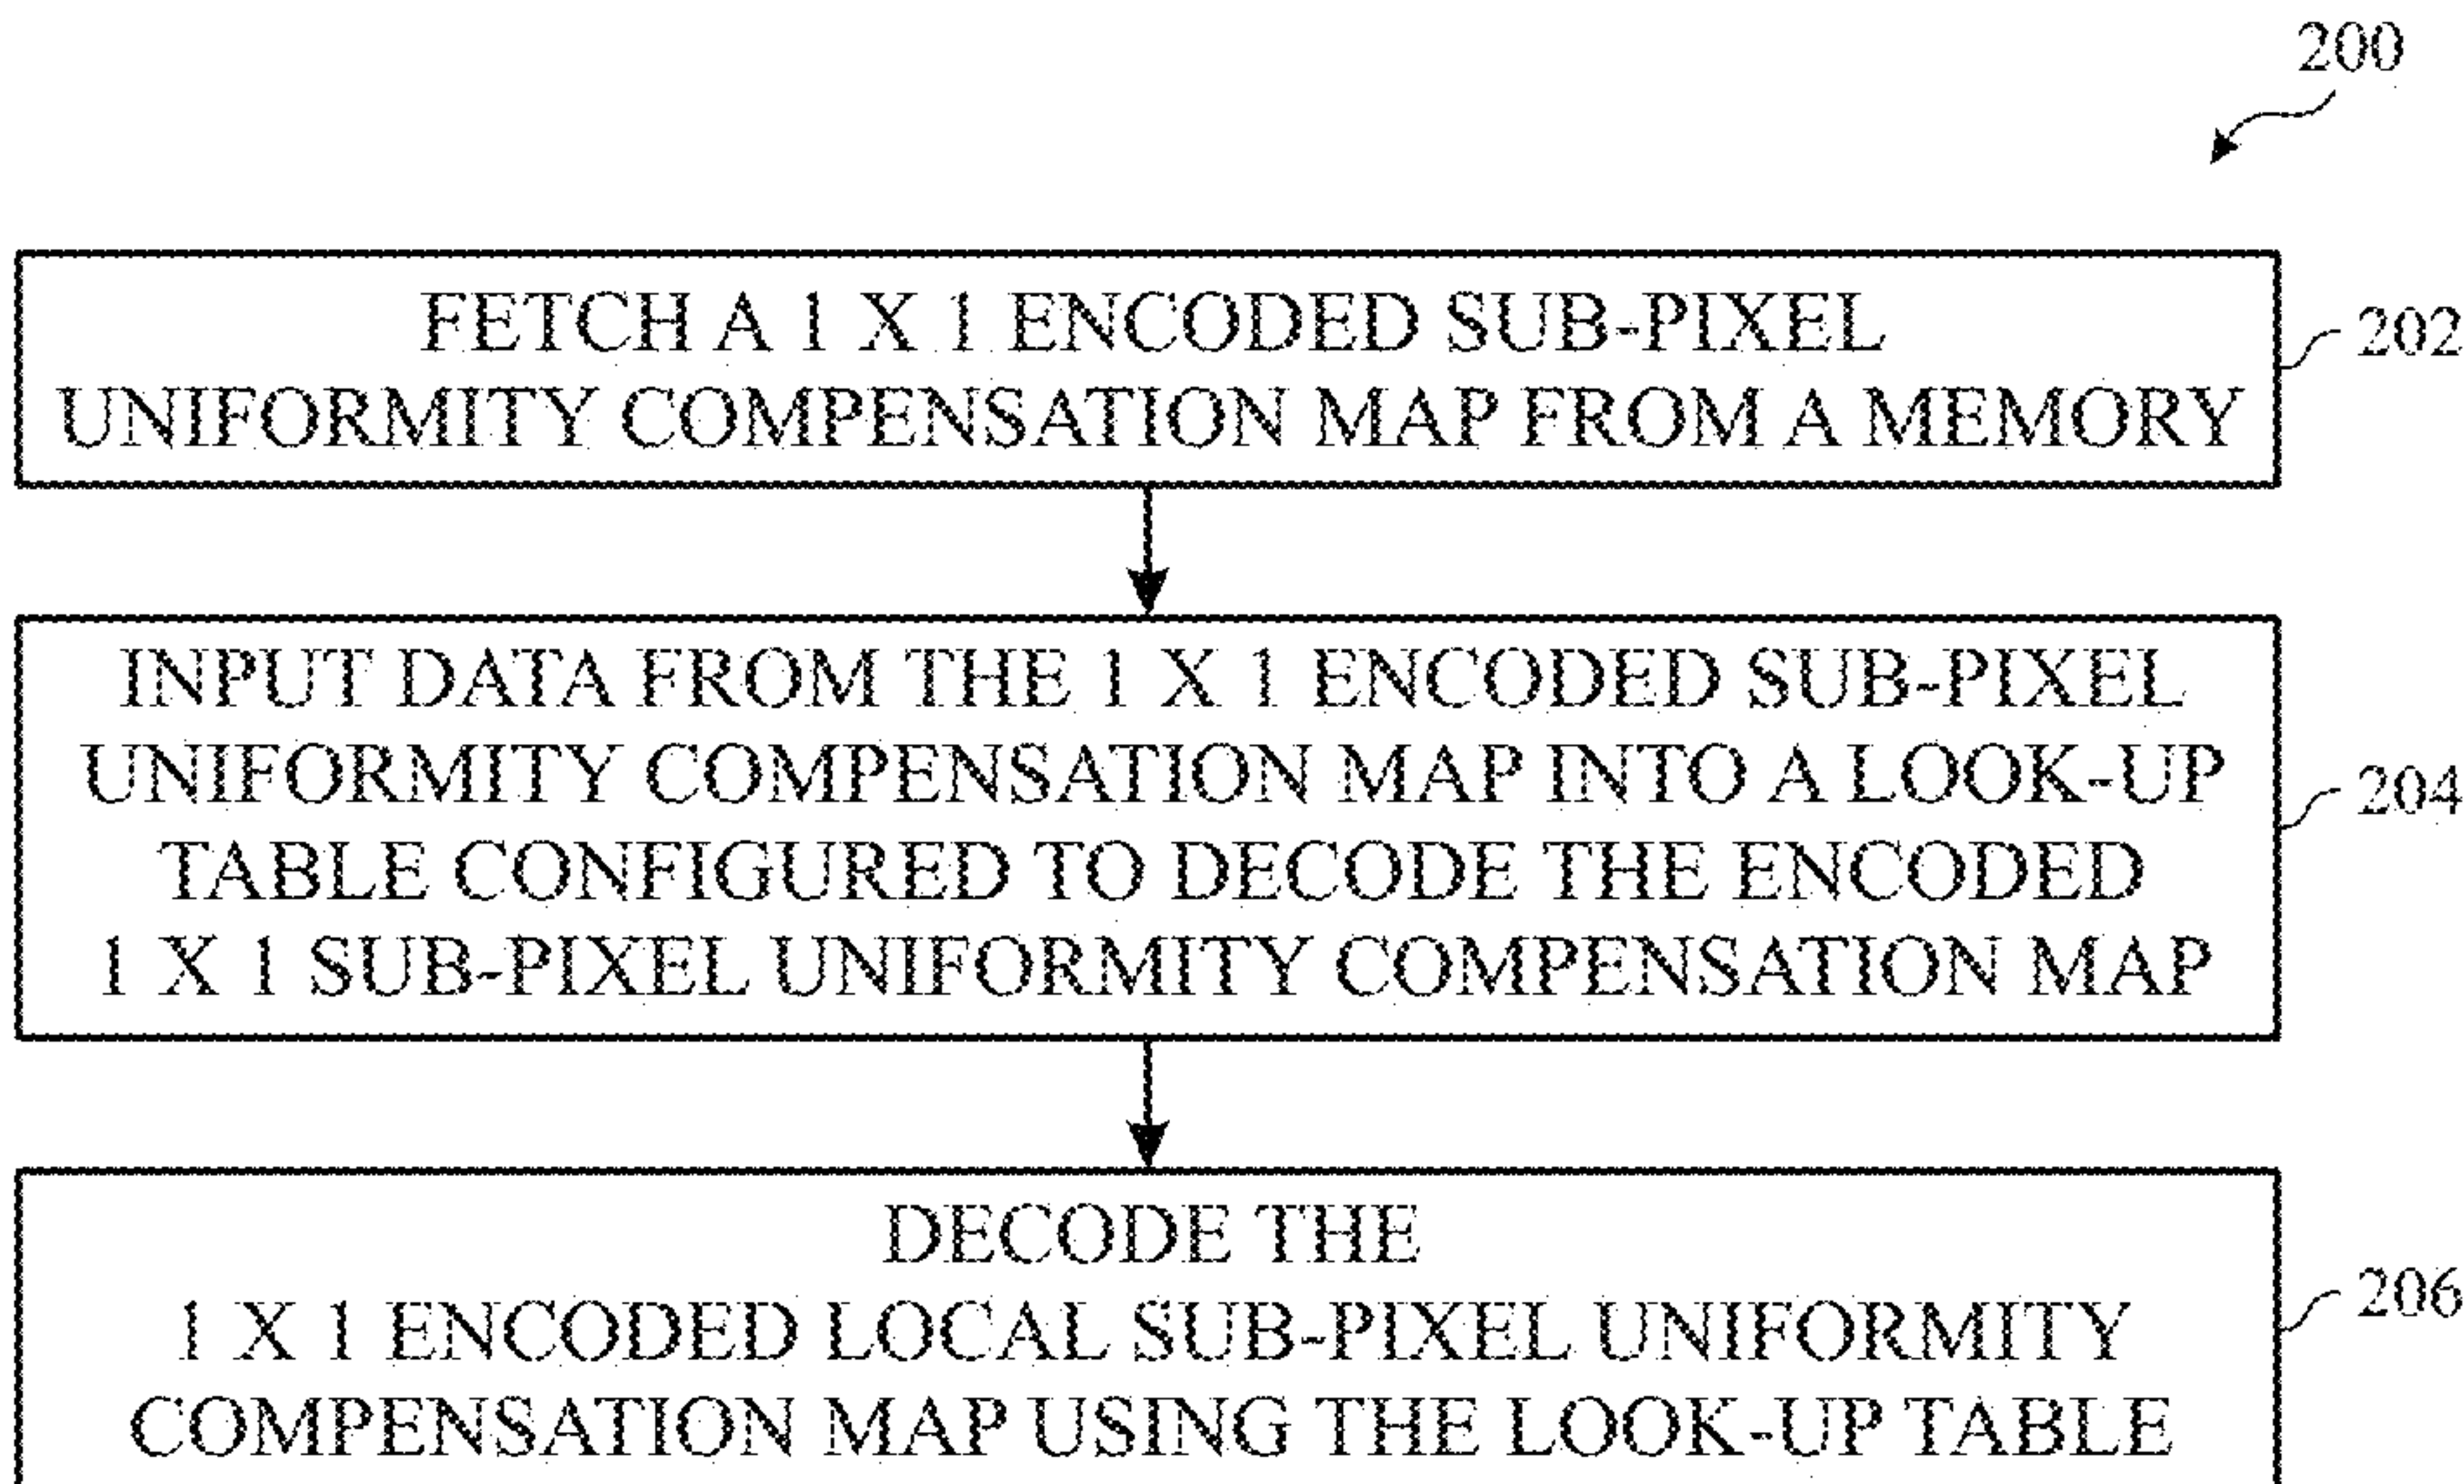 200
FETCH A 1 X 1 ENCODED SUB-PIXEL
UNIFORMITY COMPENSATION MAP FROM A MEMORY
202
INPUT DATA FROM THE 1 X 1 ENCODED SUB-PIXEL
UNIFORMITY COMPENSATION MAP INTO A LOOK-UP
TABLE CONFIGURED TO DECODE THE ENCODED
1 X 1 SUB-PIXEL UNIFORMITY COMPENSATION MAP
204
DECODE THE
1 X 1 ENCODED LOCAL SUB-PIXEL UNIFORMITY
COMPENSATION MAP USING THE LOOK-UP TABLE
206